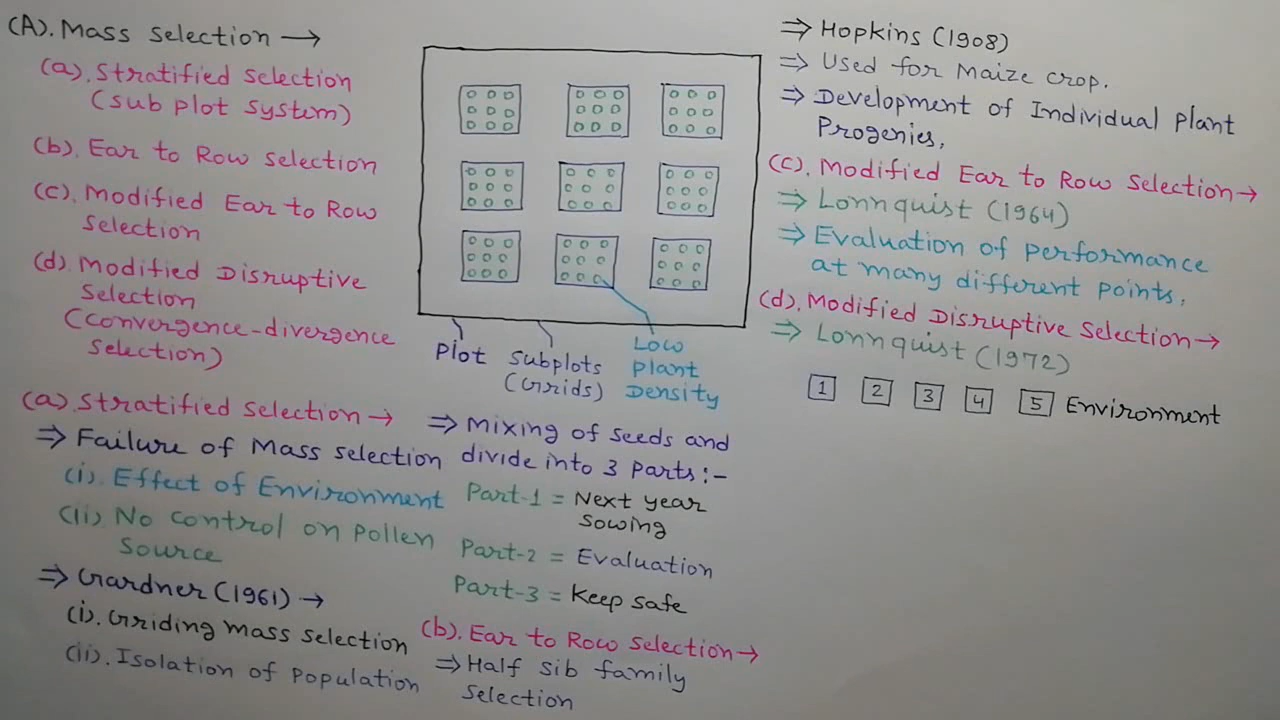 (A). Mass selection →
(a). Stratified selection
(sub plot system)
(b). Ear to Row selection
(c). Modified Ear to Row
selection
(d). Modified Disruptive
selection
(convergence-divergence
selection)
Plot
Subplots
(Grids)
Low
Plant
Density
(a). Stratified selection →
⇒ Failure of Mass selection
(i). Effect of Environment
(ii) No control on pollen
source
⇒ Gardner (1961) →
(i). Griding mass selection
(ii). Isolation of population
⇒ Mixing of seeds and
divide into 3 parts:-
Part-1 = Next year
sowing
Part-2 = Evaluation
Part-3 = Keep safe
(b). Ear to Row selection →
⇒ Half sib family
selection
⇒ Hopkins (1908)
⇒ Used for maize crop.
⇒ Development of Individual plant
Progenies,
(c). Modified Ear to Row selection →
⇒ Lonnquist (1964)
⇒ Evaluation of performance
at many different points,
(d). Modified Disruptive selection →
⇒ Lonnquist (1972)
1 2 3 4 5 Environment